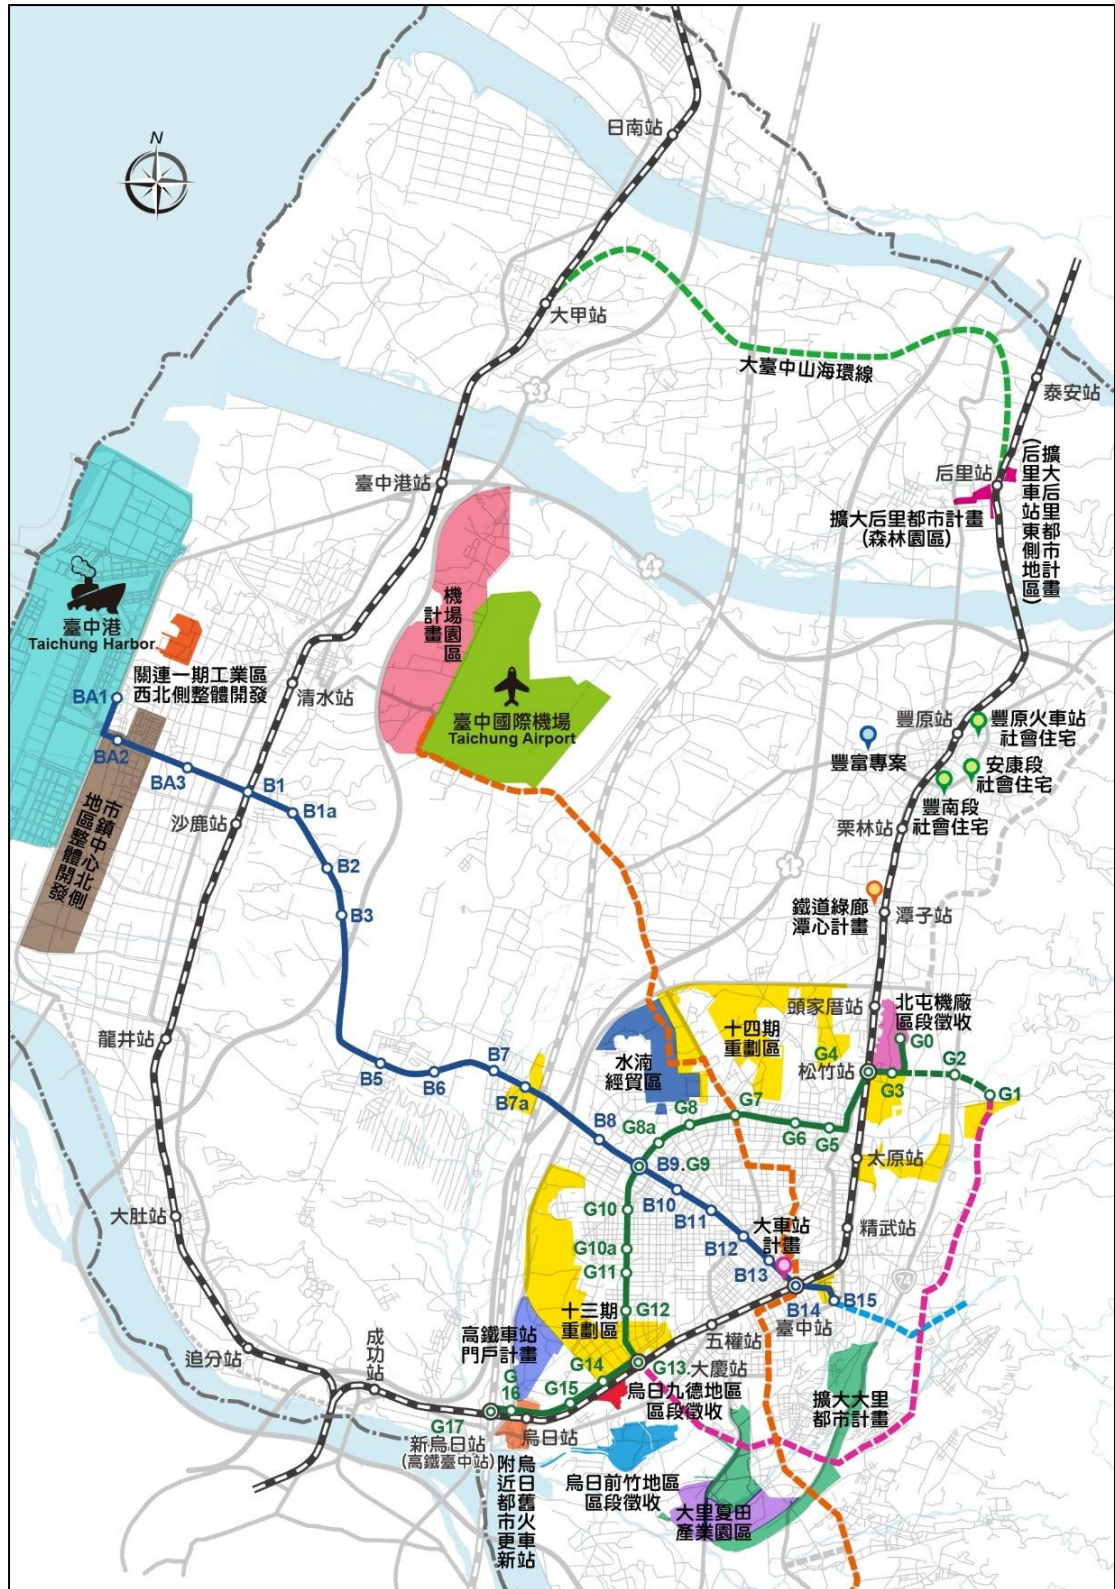 N
日南站
大甲站
大臺中山海環線
3
泰安站
臺中港站
后里站
擴大后里都市計畫
(后里車站東側地區)
擴大后里都市計畫
(森林園區)
4
機場園區
計畫
臺中港
Taichung Harbor
關連一期工業區
西北側整體開發
BA1
清水站
臺中國際機場
Taichung Airport
豐原站
豐原火車站
社會住宅
豐富專案
安康段
社會住宅
BA2
BA3
B1
B1a
豐南段
社會住宅
市鎮中心北側
地區整體開發
沙鹿站
栗林站
1
B2
B3
鐵道綠廊
潭心計畫
潭子站
北屯機廠
區段徵收
頭家厝站
十四期
重劃區
龍井站
水湳
經貿區
G4
G0
松竹站
G3
G2
G1
B5
B6
B7
B7a
G8
G7
G6
G5
G8a
B8
B9.G9
太原站
B10
G10
B11
大肚站
大車站
計畫
精武站
B12
G10a
B13
G11
74
G12
B14
B15
臺中站
十三期
重劃區
高鐵車站
門戶計畫
五權站
追分站
成功站
G13.大慶站
G14
G15
G
16
烏日九德地區
區段徵收
擴大大里
都市計畫
G17
新烏日站
(高鐵臺中站)
烏日站
烏日舊火車站
附近都市更新
烏日前竹地區
區段徵收
大里夏田
產業園區